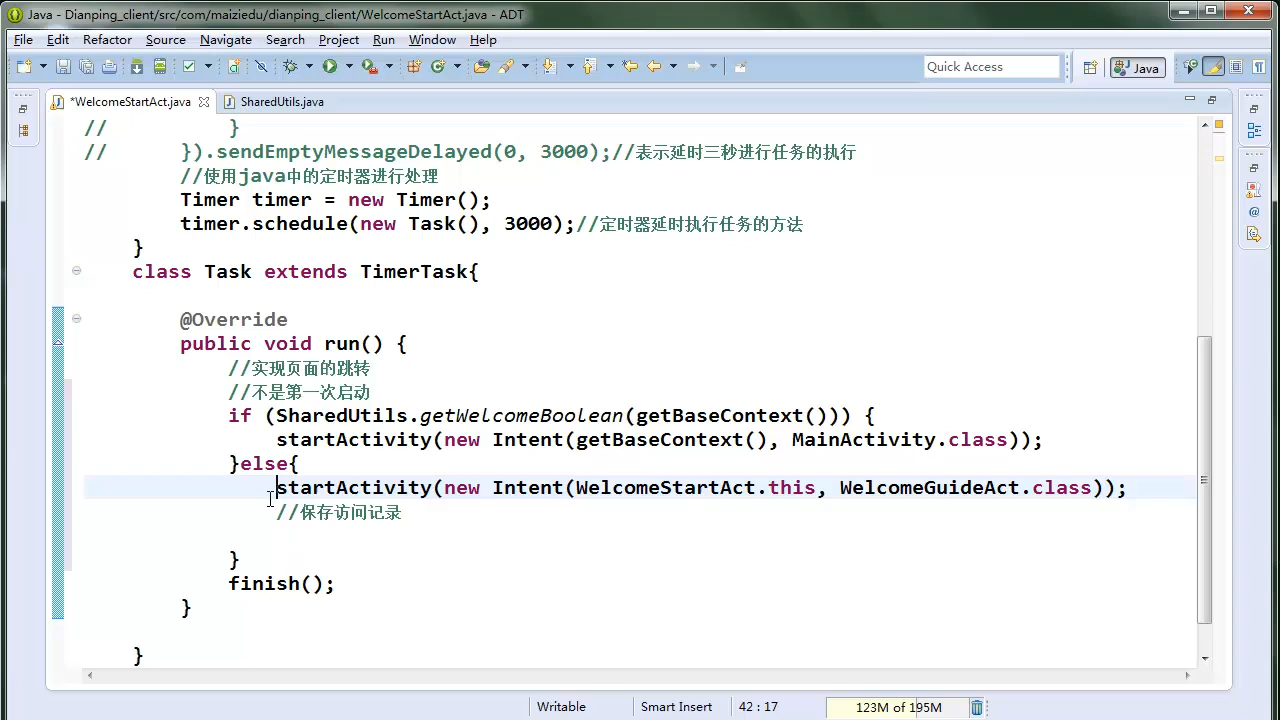 Java - Dianping_client/src/com/maiziedu/dianping_client/WelcomeStartAct.java - ADT
File Edit Refactor Source Navigate Search Project Run Window Help
Quick Access
Java
*WelcomeStartAct.java
SharedUtils.java
// }
// }).sendEmptyMessageDelayed(0, 3000);//表示延时三秒进行任务的执行
//使用java中的定时器进行处理
Timer timer = new Timer();
timer.schedule(new Task(), 3000);//定时器延时执行任务的方法
}
class Task extends TimerTask{
@Override
public void run() {
//实现页面的跳转
//不是第一次启动
if (SharedUtils.getWelcomeBoolean(getBaseContext())) {
startActivity(new Intent(getBaseContext(), MainActivity.class));
}else{
startActivity(new Intent(WelcomeStartAct.this, WelcomeGuideAct.class));
//保存访问记录
}
finish();
}
}
Writable
Smart Insert
42 : 17
123M of 195M